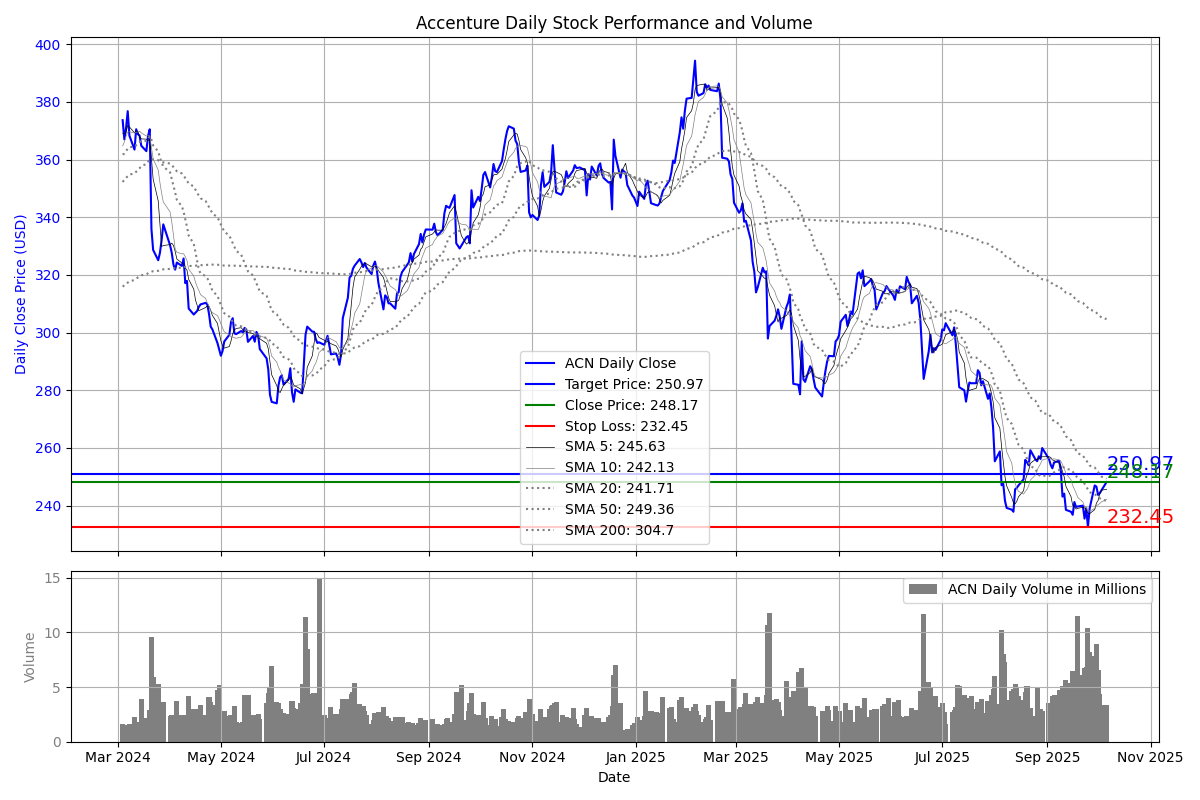 Accenture Daily Stock Performance and Volume
400
380
360
340
320
300
280
260
240
Daily Close Price (USD)
ACN Daily Close
Target Price: 250.97
Close Price: 248.17
Stop Loss: 232.45
SMA 5: 245.63
SMA 10: 242.13
SMA 20: 241.71
SMA 50: 249.36
SMA 200: 304.7
250.97
248.17
232.45
15
10
5
0
Volume
ACN Daily Volume in Millions
Mar 2024 May 2024 Jul 2024 Sep 2024 Nov 2024 Jan 2025 Mar 2025 May 2025 Jul 2025 Sep 2025 Nov 2025
Date